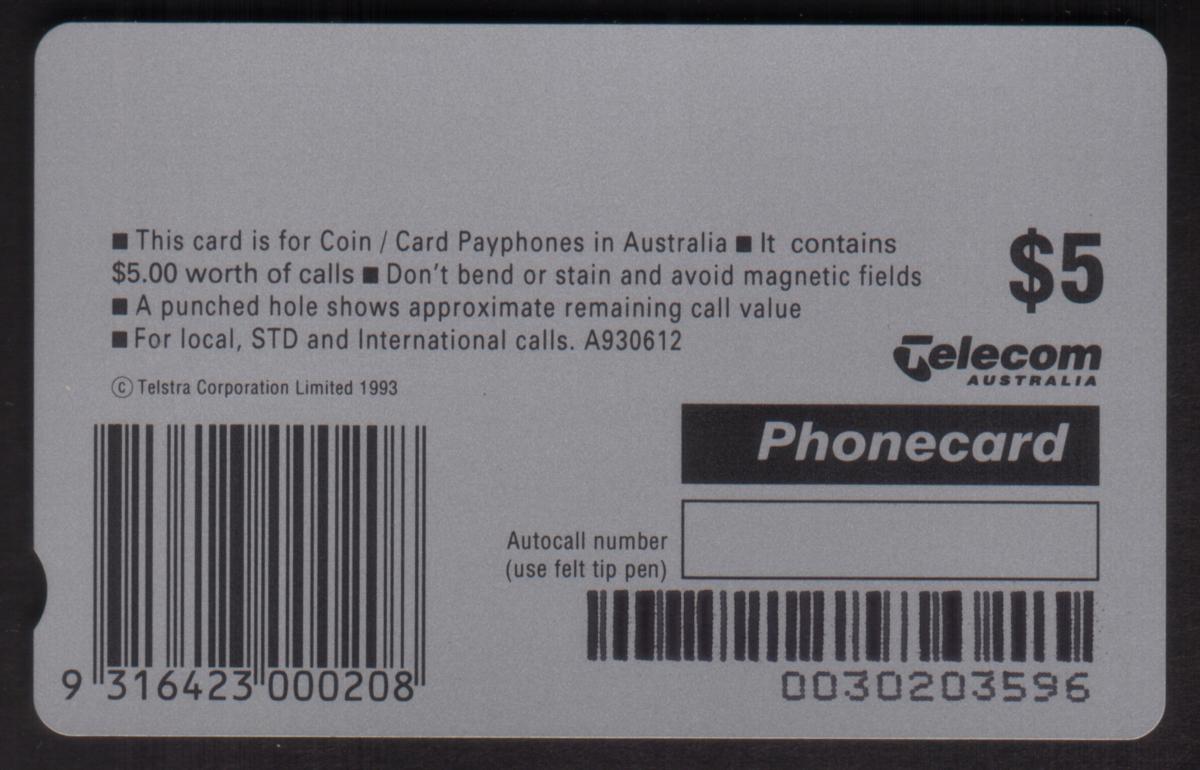 ■ This card is for Coin / Card Payphones in Australia ■ It contains
$5.00 worth of calls ■ Don't bend or stain and avoid magnetic fields
■ A punched hole shows approximate remaining call value
■ For local, STD and International calls. A930612
© Telstra Corporation Limited 1993
$5
Telecom
AUSTRALIA
Phonecard
Autocall number
(use felt tip pen)
9 316423 000208
0030203596